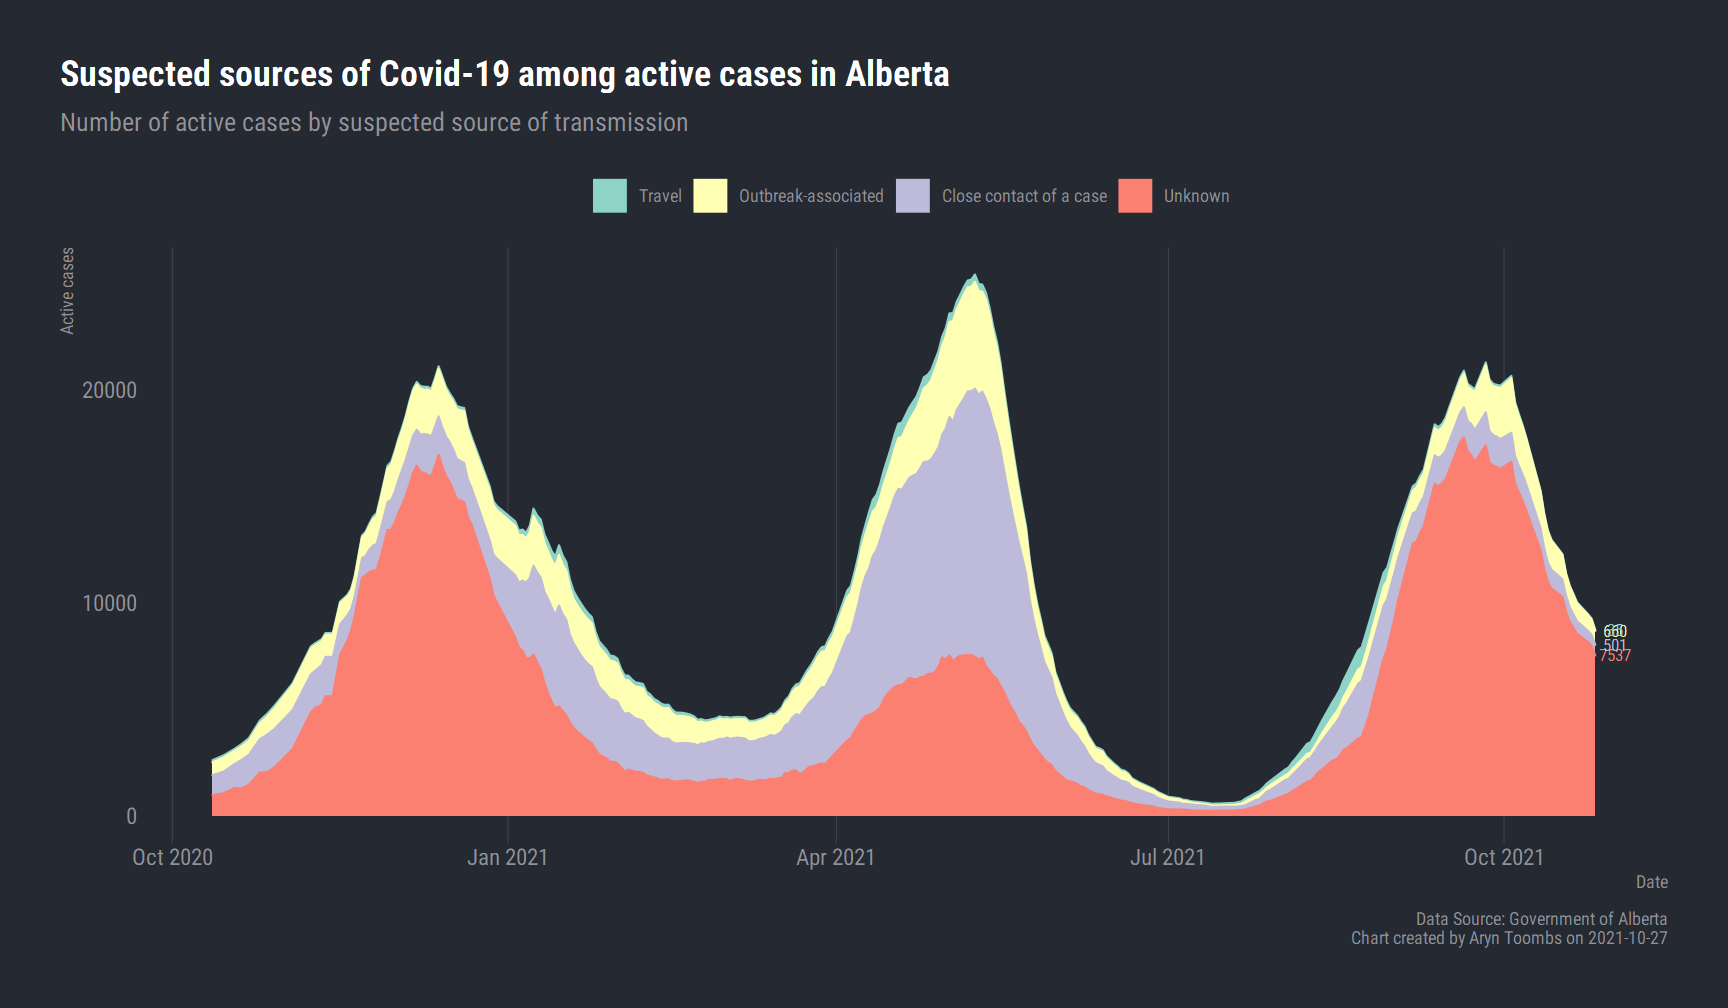 Suspected sources of Covid-19 among active cases in Alberta
Number of active cases by suspected source of transmission
Travel Outbreak-associated Close contact of a case Unknown
Active cases
20000
10000
0
660
501
7537
Oct 2020 Jan 2021 Apr 2021 Jul 2021 Oct 2021
Date
Data Source: Government of Alberta
Chart created by Aryn Toombs on 2021-10-27